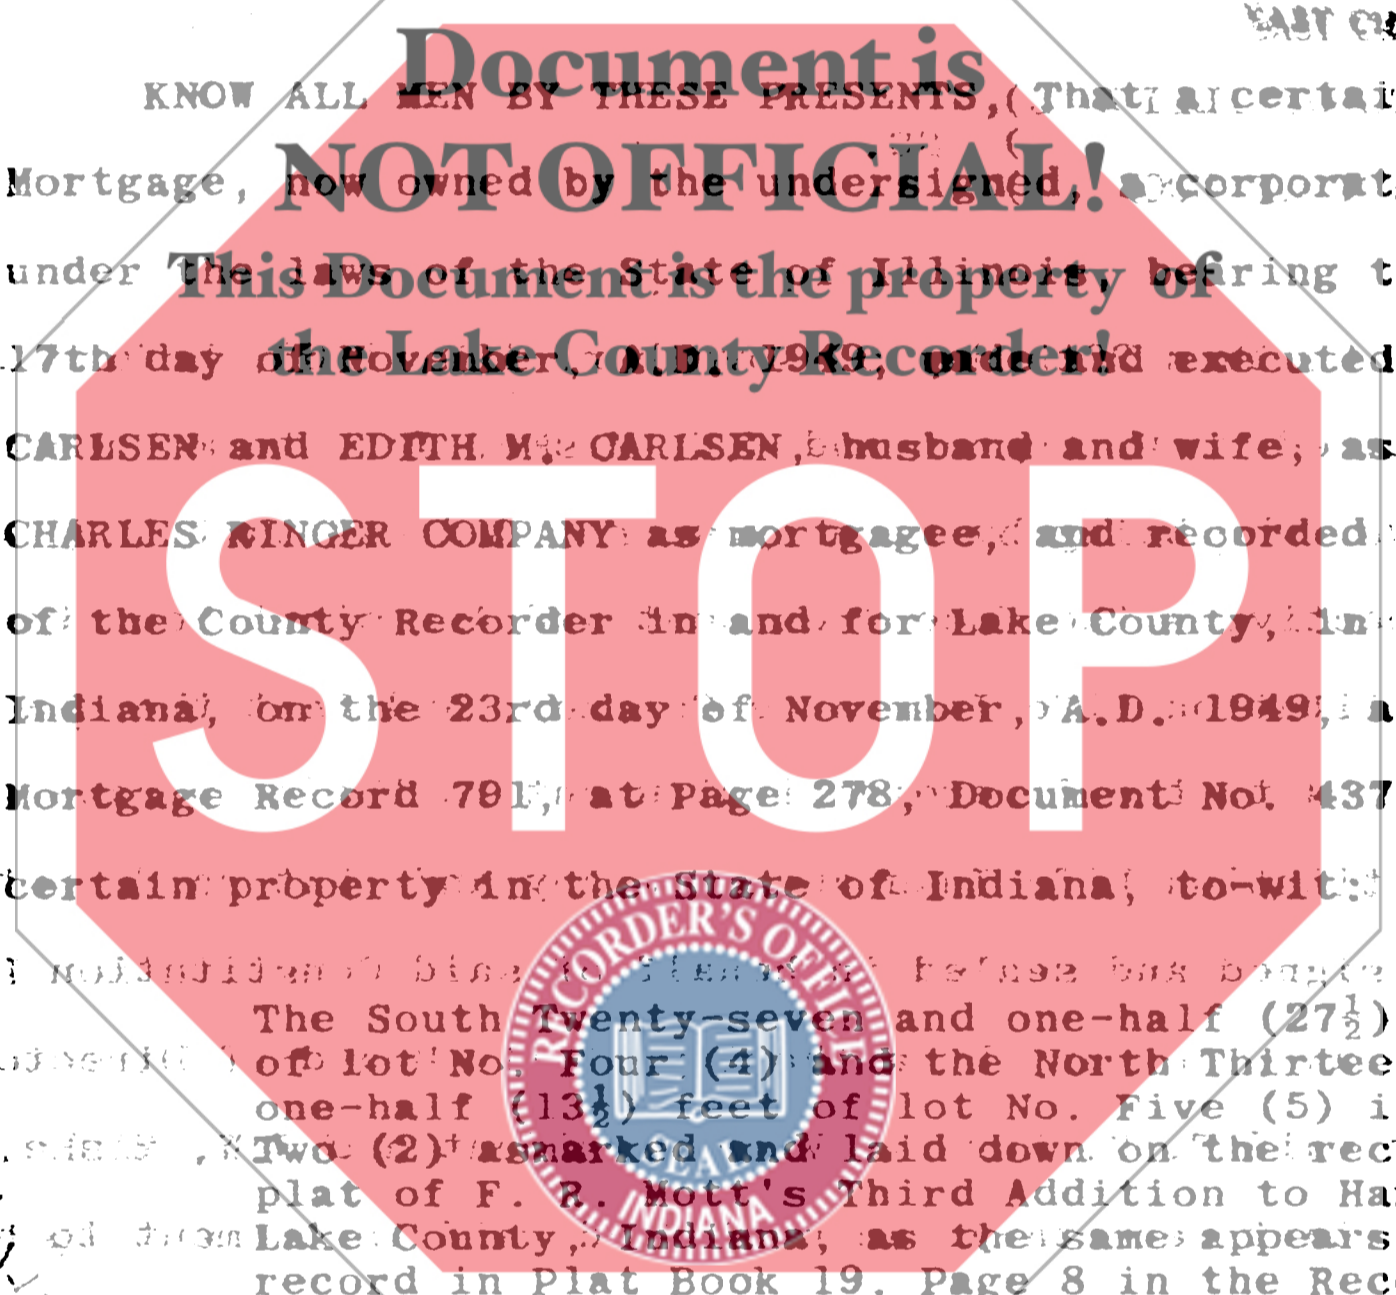 EAST
KNOW ALL MEN BY THESE PRESENTS, That a certai
Mortgage, now owned by the undersigned, a corporat
under the laws of the State of Illinois, bearing t
17th day of November, A.D. 1949, made and executed
CARLSEN and EDITH M. CARLSEN, husband and wife, as
CHARLES RINGER COMPANY as mortgagee, and recorded
of the County Recorder in and for Lake County, in
Indiana, on the 23rd day of November, A.D. 1949, a
Mortgage Record 791, at Page 278, Document No. 437
certain property in the State of Indiana, to-wit:
The South Twenty-seven and one-half (27½)
of lot No. Four (4) and the North Thirtee
one-half (13½) feet of lot No. Five (5) i
Two (2) asmarked and laid down on the rec
plat of F. R. Mott's Third Addition to Ha
Lake County, Indiana, as the same appears
record in Plat Book 19. Page 8 in the Rec
Document is
NOT OFFICIAL!
This Document is the property of
the Lake County Recorder!
STOP
RECORDER'S OFFICE
SEAL
INDIANA